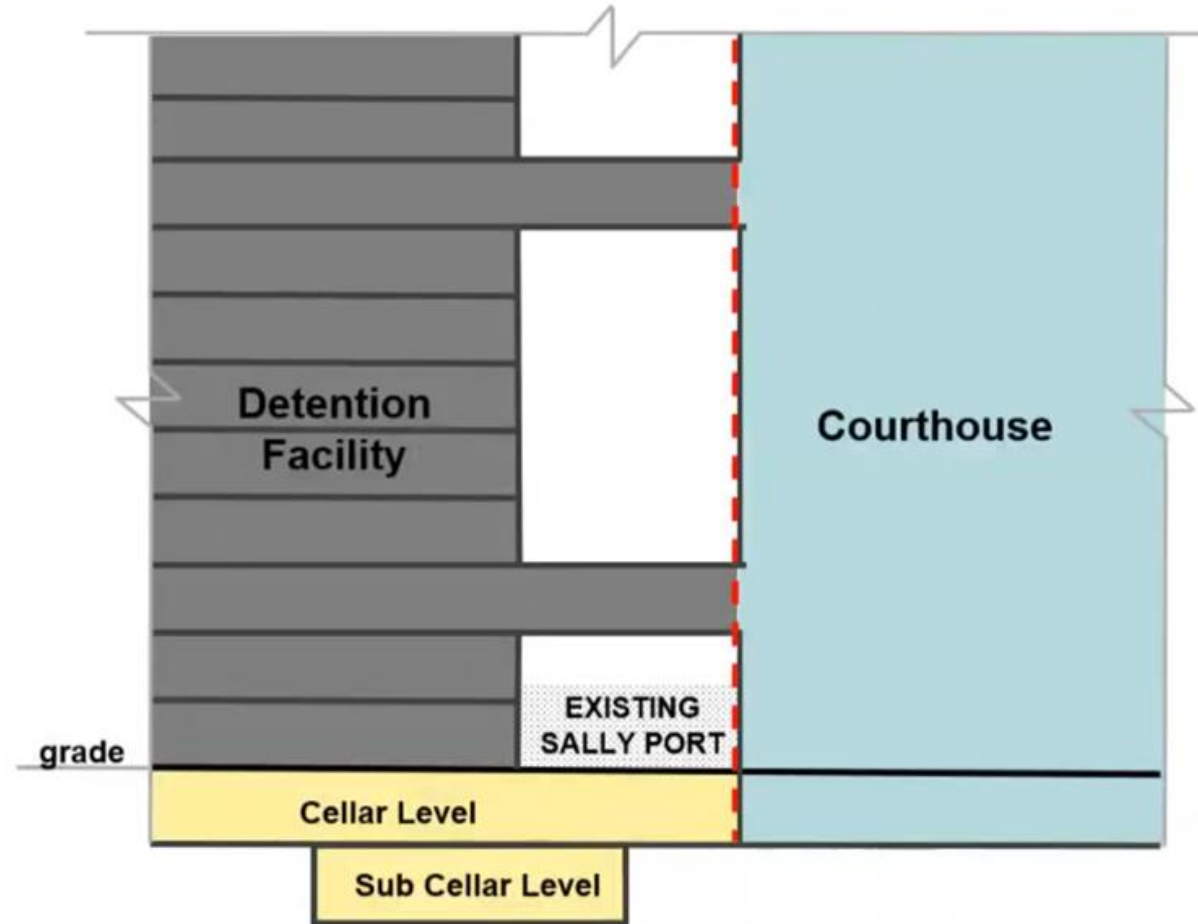 Detention
Facility
Courthouse
EXISTING
SALLY PORT
grade
Cellar Level
Sub Cellar Level